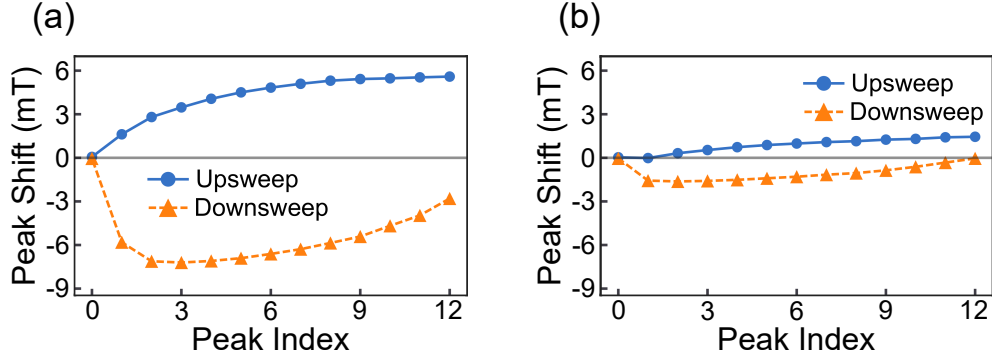 (a)
Peak Shift (mT)
6
3
0
-3
-6
-9
Upsweep
Downsweep
0 3 6 9 12
Peak Index
(b)
Peak Shift (mT)
6
3
0
-3
-6
-9
Upsweep
Downsweep
0 3 6 9 12
Peak Index